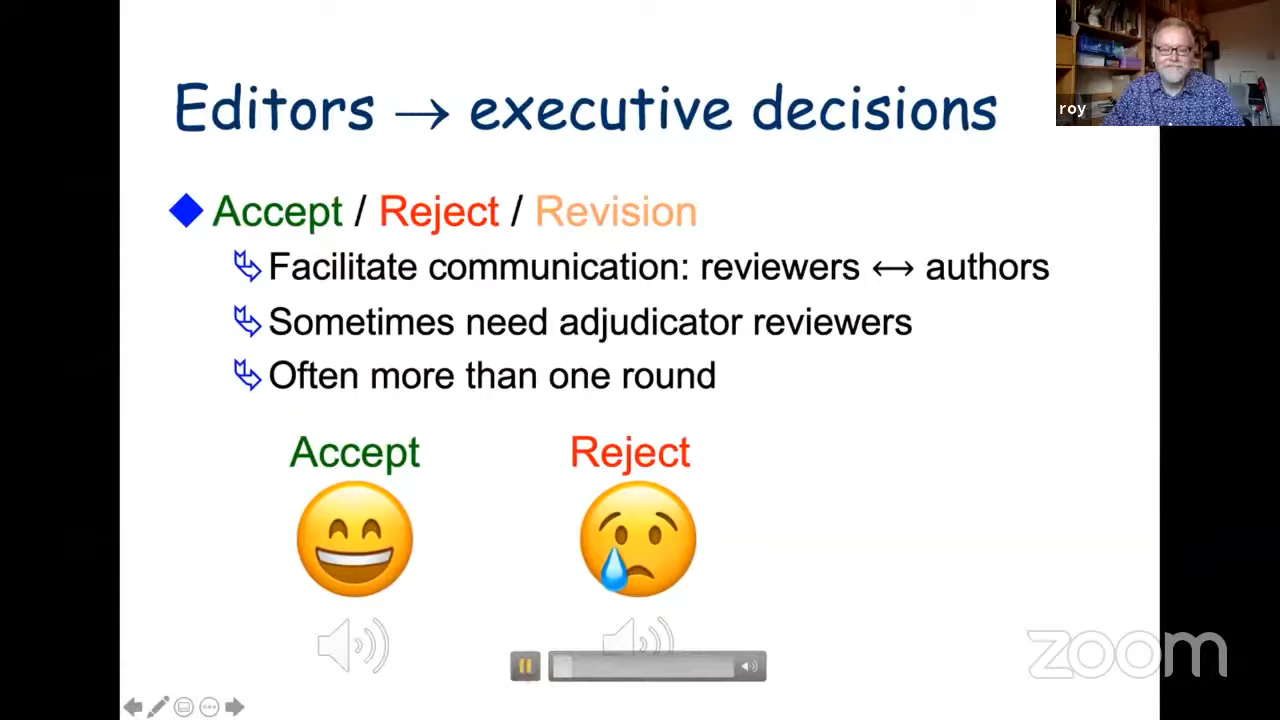 Editors → executive decisions
roy
Accept / Reject / Revision
Facilitate communication: reviewers ↔ authors
Sometimes need adjudicator reviewers
Often more than one round
Accept
Reject
zoom